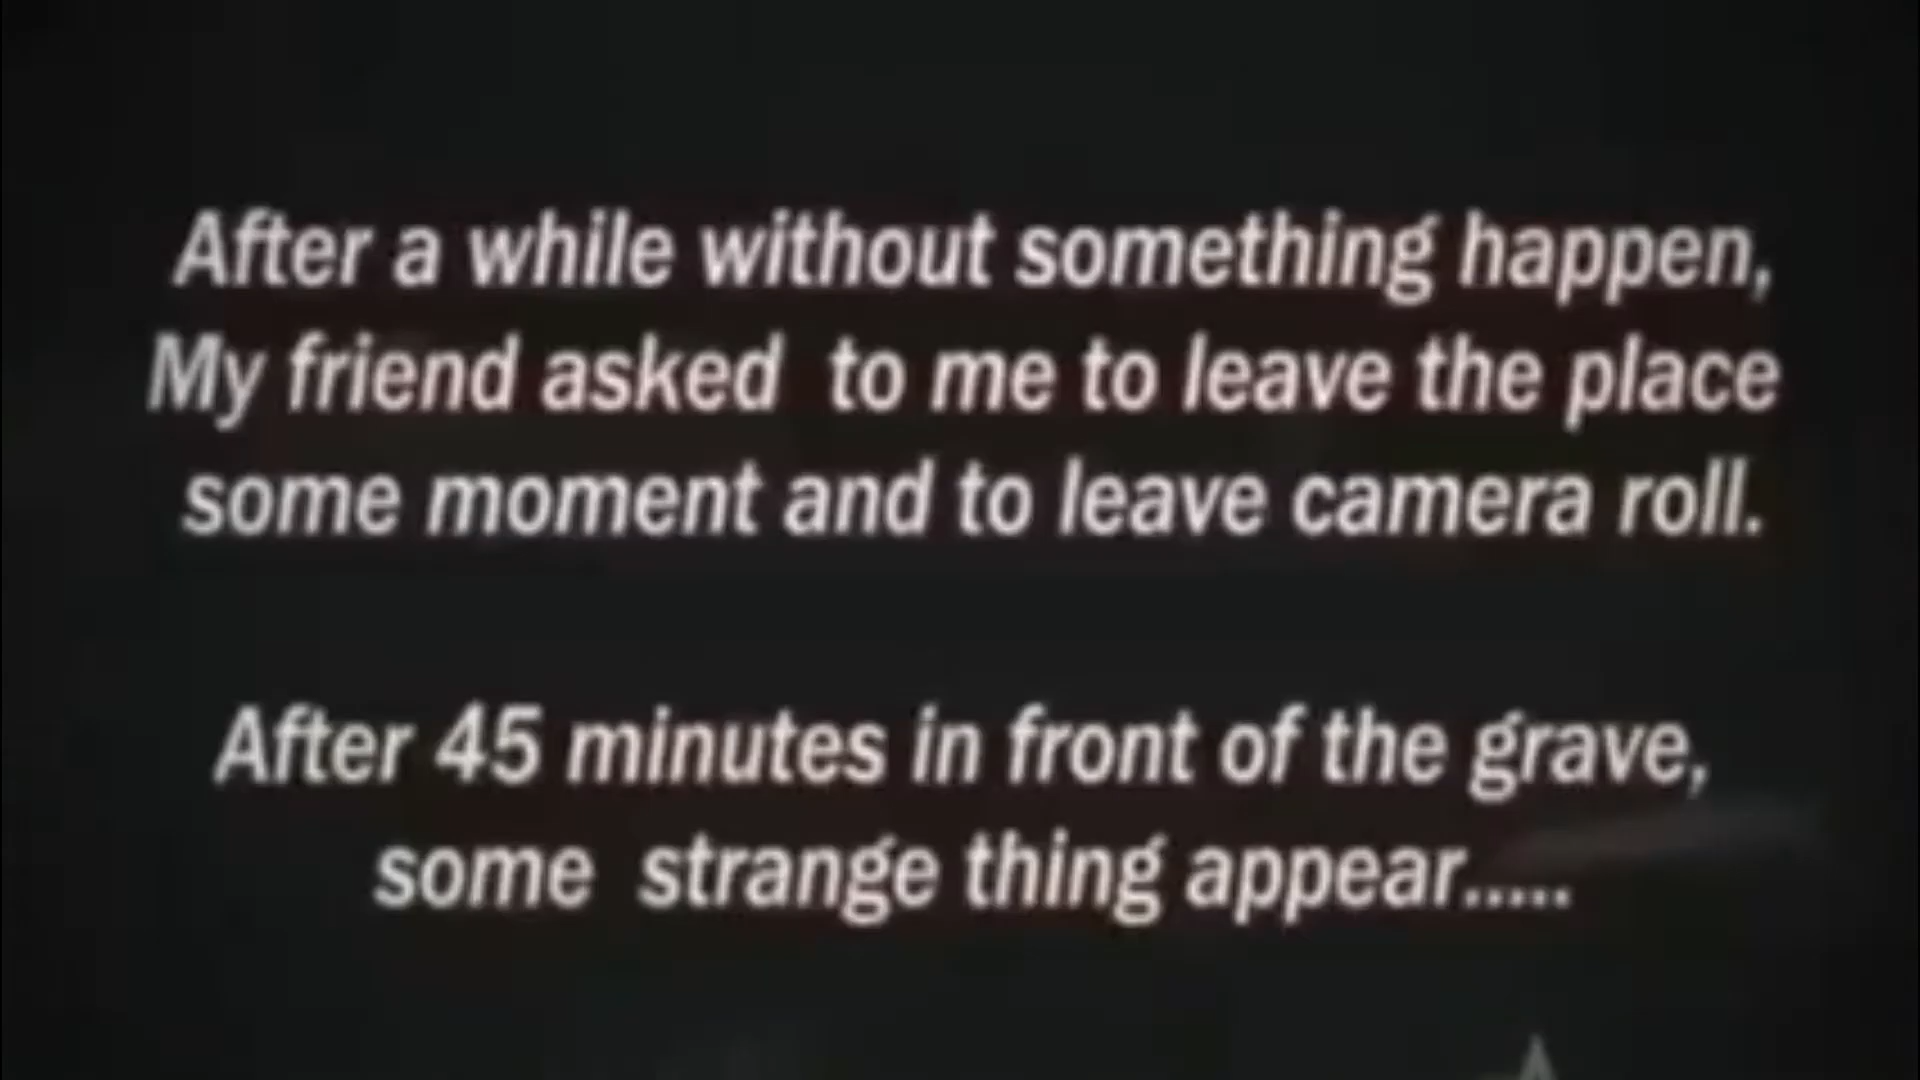 After a while without something happen,
My friend asked to me to leave the place
some moment and to leave camera roll.
After 45 minutes in front of the grave,
some strange thing appear.....